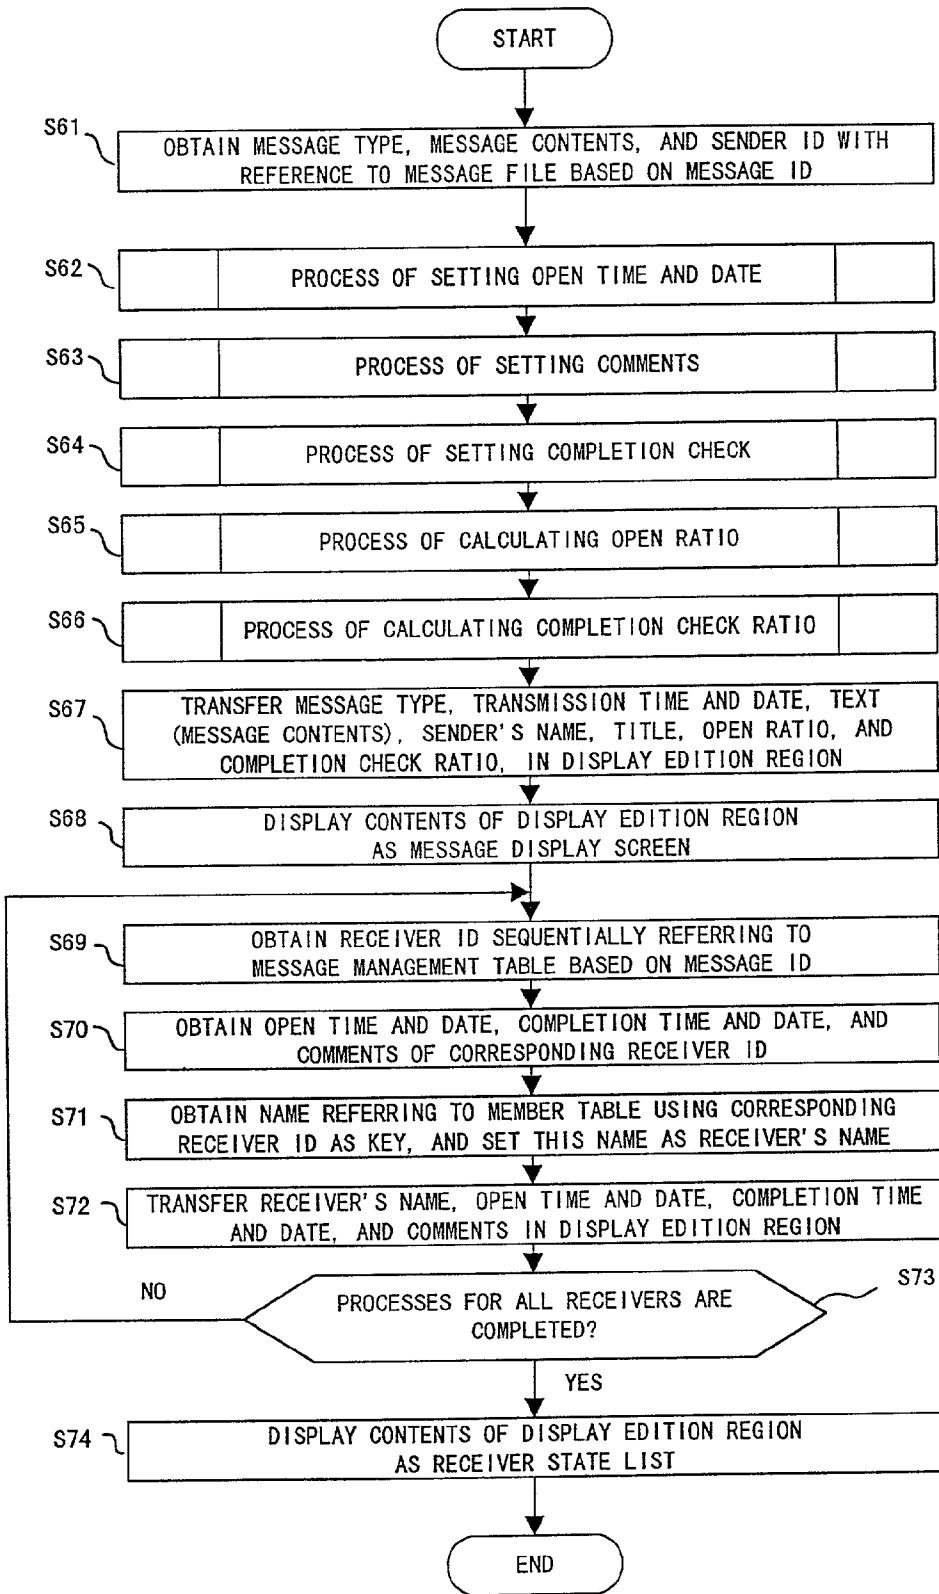 START
S61
OBTAIN MESSAGE TYPE, MESSAGE CONTENTS, AND SENDER ID WITH
REFERENCE TO MESSAGE FILE BASED ON MESSAGE ID
S62
PROCESS OF SETTING OPEN TIME AND DATE
S63
PROCESS OF SETTING COMMENTS
S64
PROCESS OF SETTING COMPLETION CHECK
S65
PROCESS OF CALCULATING OPEN RATIO
S66
PROCESS OF CALCULATING COMPLETION CHECK RATIO
S67
TRANSFER MESSAGE TYPE, TRANSMISSION TIME AND DATE, TEXT
(MESSAGE CONTENTS), SENDER'S NAME, TITLE, OPEN RATIO, AND
COMPLETION CHECK RATIO, IN DISPLAY EDITION REGION
S68
DISPLAY CONTENTS OF DISPLAY EDITION REGION
AS MESSAGE DISPLAY SCREEN
S69
OBTAIN RECEIVER ID SEQUENTIALLY REFERRING TO
MESSAGE MANAGEMENT TABLE BASED ON MESSAGE ID
S70
OBTAIN OPEN TIME AND DATE, COMPLETION TIME AND DATE, AND
COMMENTS OF CORRESPONDING RECEIVER ID
S71
OBTAIN NAME REFERRING TO MEMBER TABLE USING CORRESPONDING
RECEIVER ID AS KEY, AND SET THIS NAME AS RECEIVER'S NAME
S72
TRANSFER RECEIVER'S NAME, OPEN TIME AND DATE, COMPLETION TIME
AND DATE, AND COMMENTS IN DISPLAY EDITION REGION
NO
S73
PROCESSES FOR ALL RECEIVERS ARE
COMPLETED?
YES
S74
DISPLAY CONTENTS OF DISPLAY EDITION REGION
AS RECEIVER STATE LIST
END